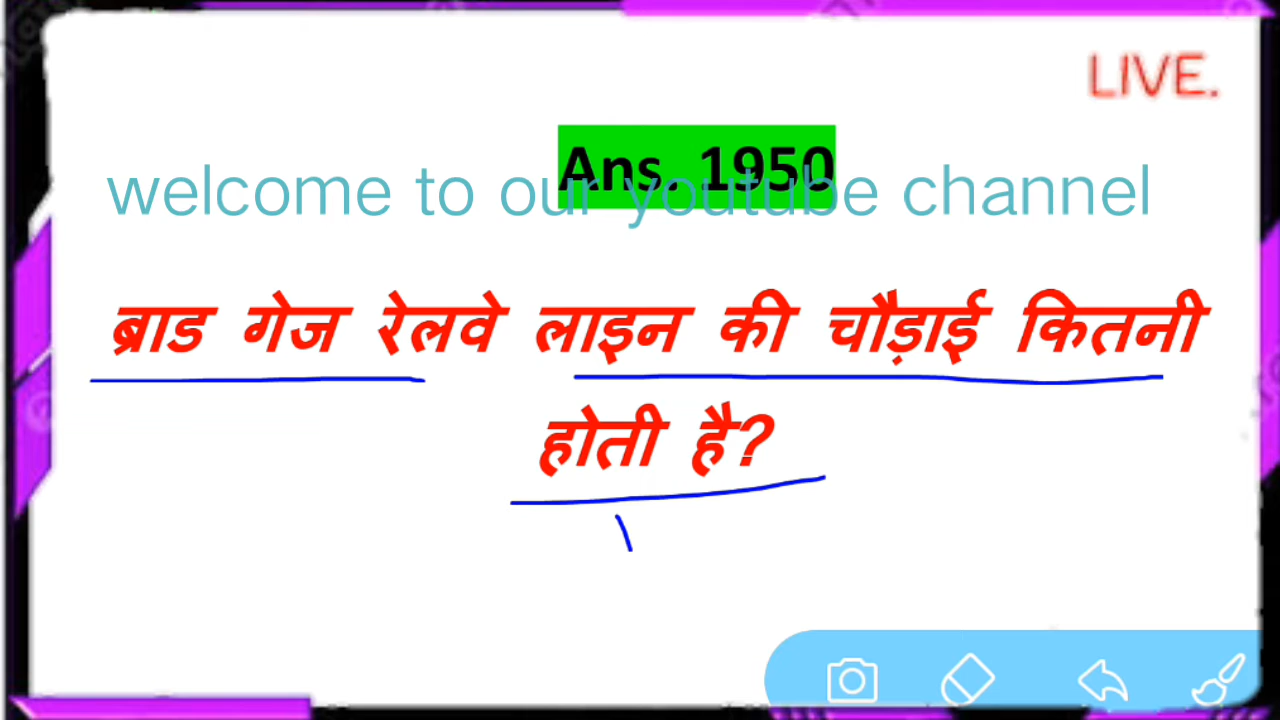 LIVE.
Ans. 1950
welcome to our youtube channel
ब्राड गेज रेलवे लाइन की चौड़ाई कितनी
होती है?